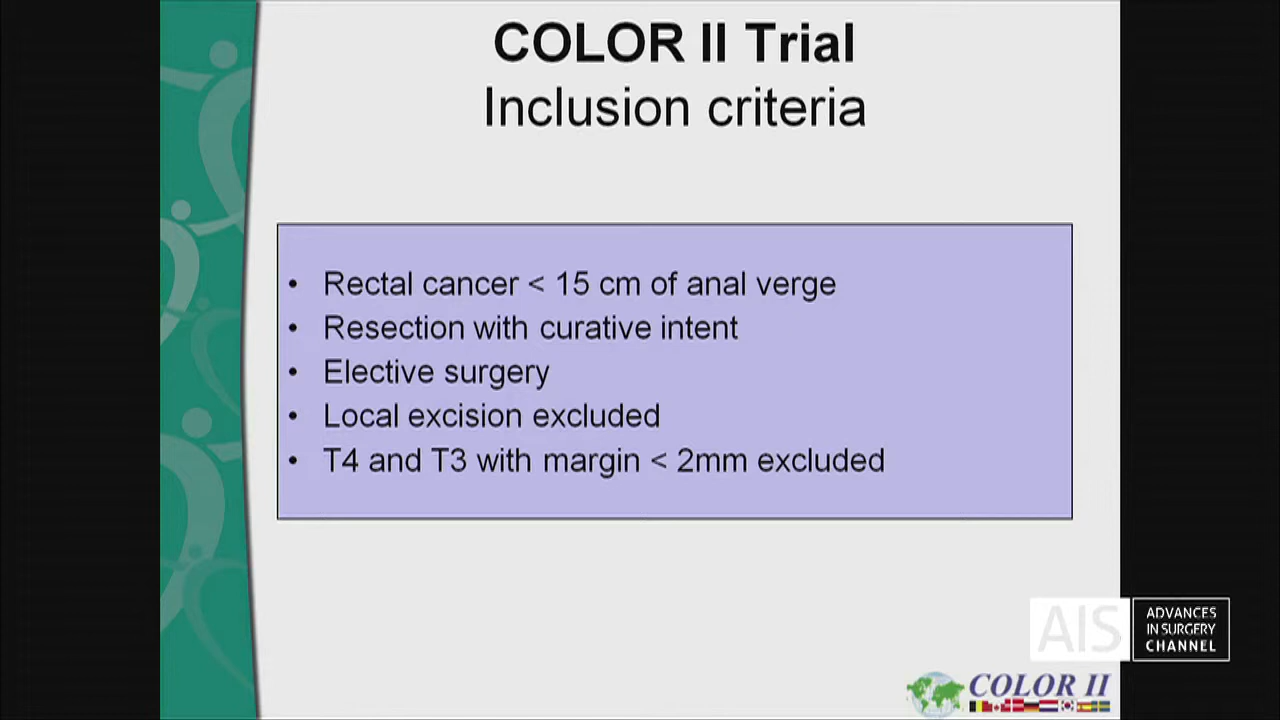 COLOR II Trial
Inclusion criteria
• Rectal cancer < 15 cm of anal verge
• Resection with curative intent
• Elective surgery
• Local excision excluded
• T4 and T3 with margin < 2mm excluded
AIS
ADVANCES
IN SURGERY
CHANNEL
COLOR II